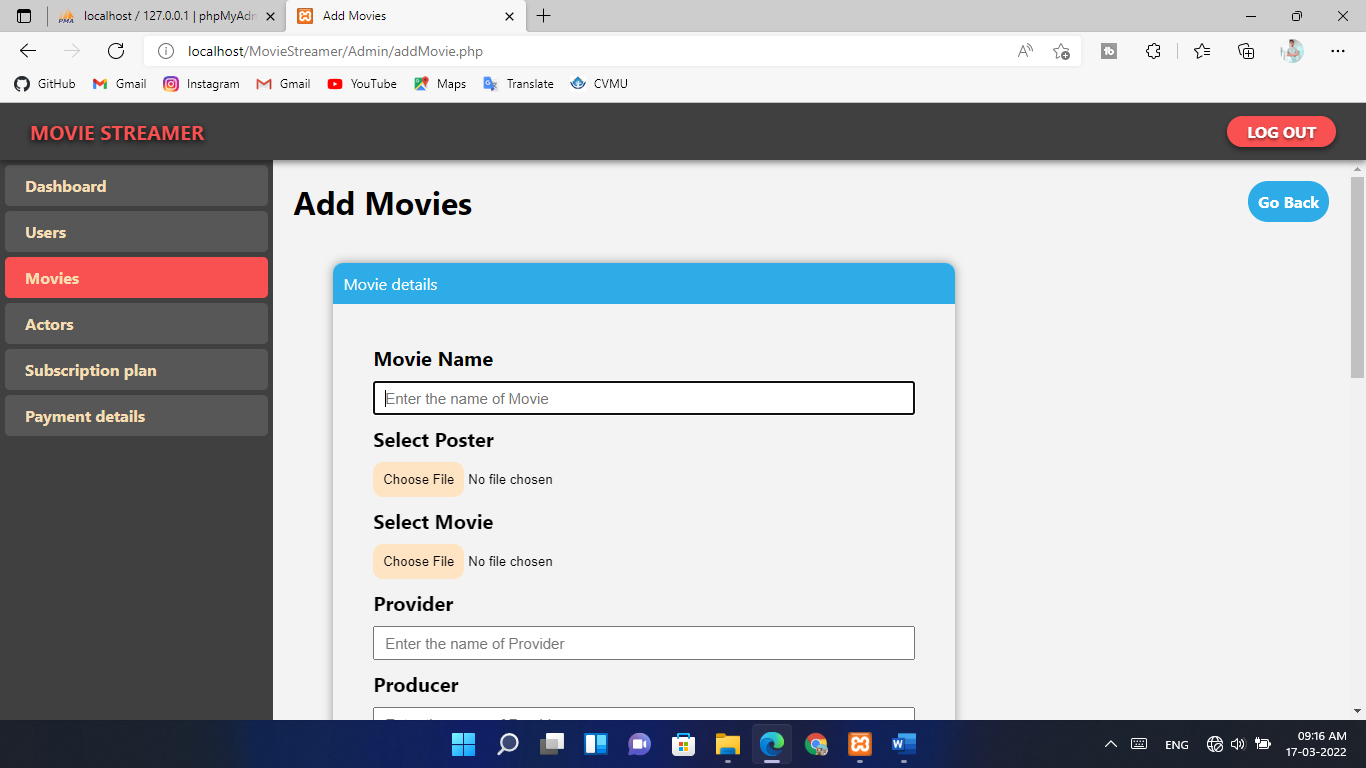 localhost / 127.0.0.1 | phpMyAdm
Add Movies
localhost/MovieStreamer/Admin/addMovie.php
GitHub
Gmail
Instagram
Gmail
YouTube
Maps
Translate
CVMU
MOVIE STREAMER
LOG OUT
Dashboard
Users
Movies
Actors
Subscription plan
Payment details
Add Movies
Go Back
Movie details
Movie Name
Enter the name of Movie
Select Poster
Choose File No file chosen
Select Movie
Choose File No file chosen
Provider
Enter the name of Provider
Producer
ENG
09:16 AM
17-03-2022